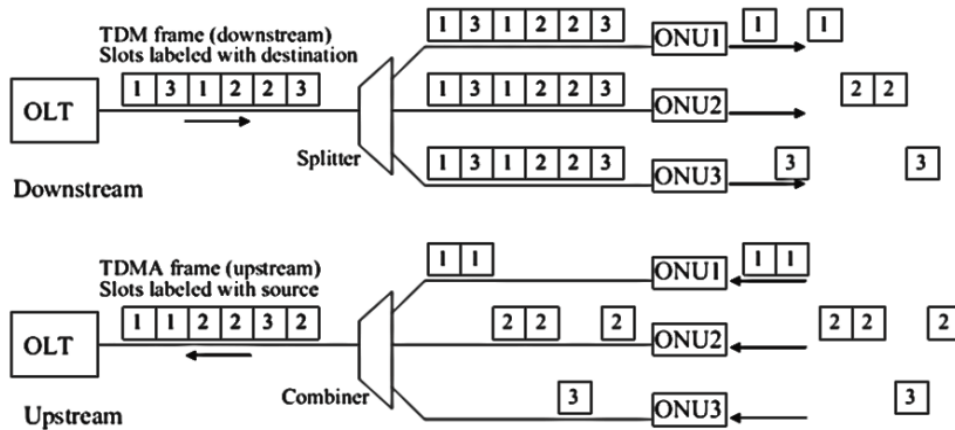 TDM frame (downstream)
Slots labeled with destination
OLT
1 3 1 2 2 3
Splitter
Downstream
1 3 1 2 2 3
ONU1
1 1
1 3 1 2 2 3
ONU2
2 2
1 3 1 2 2 3
ONU3
3 3
TDMA frame (upstream)
Slots labeled with source
OLT
1 1 2 2 3 2
Combiner
Upstream
1 1
ONU1
1 1
2 2 2
ONU2
2 2 2
3
ONU3
3